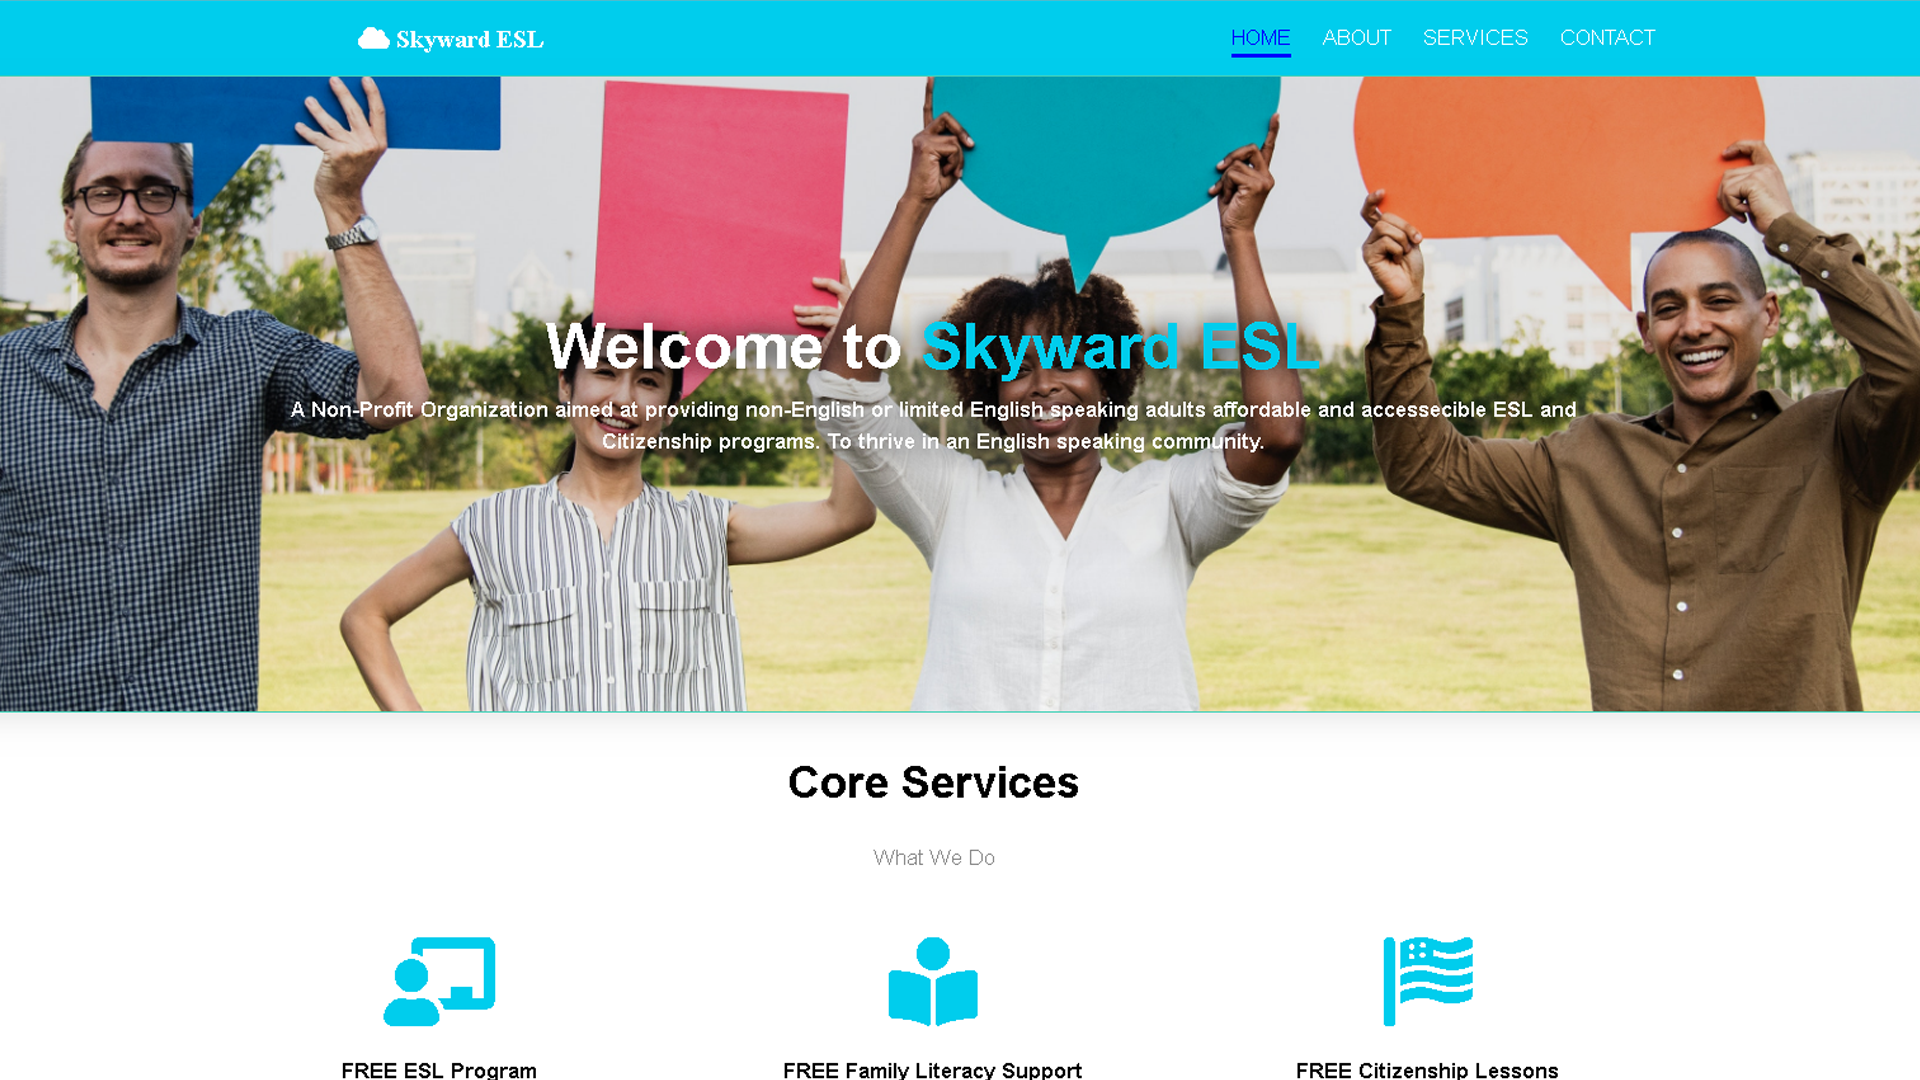 Skyward ESL
HOME ABOUT SERVICES CONTACT
Welcome to Skyward ESL
A Non-Profit Organization aimed at providing non-English or limited English speaking adults affordable and accessecible ESL and
Citizenship programs. To thrive in an English speaking community.
Core Services
What We Do
FREE ESL Program
FREE Family Literacy Support
FREE Citizenship Lessons